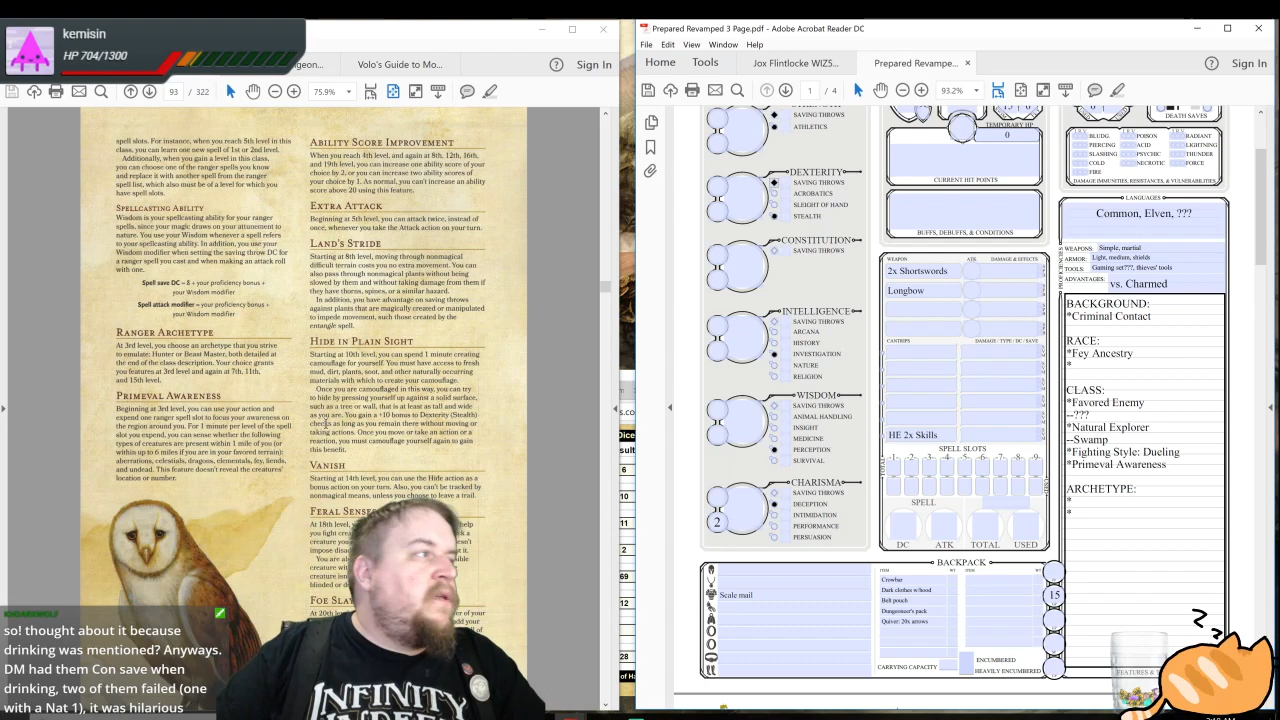 kemisin
HP 704/1300
Volo's Guide to Mo...
Sign In
93 / 322
75.9%
spell slots. For instance, when you reach 5th level in this
class, you can learn one new spell of 1st or 2nd level.
Additionally, when you gain a level in this class,
you can choose one of the ranger spells you know
and replace it with another spell from the ranger
spell list, which also must be of a level for which you
have spell slots.
Spellcasting Ability
Wisdom is your spellcasting ability for your ranger
spells, since your magic draws on your attunement to
nature. You use your Wisdom whenever a spell refers
to your spellcasting ability. In addition, you use your
Wisdom modifier when setting the saving throw DC for
a ranger spell you cast and when making an attack roll
with one.
Spell save DC = 8 + your proficiency bonus +
your Wisdom modifier
Spell attack modifier = your proficiency bonus +
your Wisdom modifier
Ranger Archetype
At 3rd level, you choose an archetype that you strive
to emulate: Hunter or Beast Master, both detailed at
the end of the class description. Your choice grants
you features at 3rd level and again at 7th, 11th,
and 15th level.
Primeval Awareness
Beginning at 3rd level, you can use your action and
expend one ranger spell slot to focus your awareness on
the region around you. For 1 minute per level of the spell
slot you expend, you can sense whether the following
types of creatures are present within 1 mile of you (or
within up to 6 miles if you are in your favored terrain):
aberrations, celestials, dragons, elementals, fey, fiends,
and undead. This feature doesn't reveal the creatures'
location or number.
Ability Score Improvement
When you reach 4th level, and again at 8th, 12th, 16th,
and 19th level, you can increase one ability score of your
choice by 2, or you can increase two ability scores of
your choice by 1. As normal, you can't increase an ability
score above 20 using this feature.
Extra Attack
Beginning at 5th level, you can attack twice, instead of
once, whenever you take the Attack action on your turn.
Land's Stride
Starting at 8th level, moving through nonmagical
difficult terrain costs you no extra movement. You can
also pass through nonmagical plants without being
slowed by them and without taking damage from them if
they have thorns, spines, or a similar hazard.
In addition, you have advantage on saving throws
against plants that are magically created or manipulated
to impede movement, such those created by the
entangle spell.
Hide in Plain Sight
Starting at 10th level, you can spend 1 minute creating
camouflage for yourself. You must have access to fresh
mud, dirt, plants, soot, and other naturally occurring
materials with which to create your camouflage.
Once you are camouflaged in this way, you can try
to hide by pressing yourself up against a solid surface,
such as a tree or wall, that is at least as tall and wide
as you are. You gain a +10 bonus to Dexterity (Stealth)
checks as long as you remain there without moving or
taking actions. Once you move or take an action or a
reaction, you must camouflage yourself again to gain
this benefit.
Vanish
Starting at 14th level, you can use the Hide action as a
bonus action on your turn. Also, you can't be tracked by
nonmagical means, unless you choose to leave a trail.
Feral Senses
At 18th level,
Foe Sla
At 20th lev
so! thought about it because
drinking was mentioned? Anyways.
DM had them Con save when
drinking, two of them failed (one
with a Nat 1), it was hilarious
INFINITY
Prepared Revamped 3 Page.pdf - Adobe Acrobat Reader DC
File Edit View Window Help
Home Tools Jox Flintlocke WIZS... Prepared Revampe... × Sign In
1 / 4 93.2%
SAVING THROWS
ATHLETICS
DEXTERITY
SAVING THROWS
ACROBATICS
SLEIGHT OF HAND
STEALTH
CONSTITUTION
SAVING THROWS
INTELLIGENCE
SAVING THROWS
ARCANA
HISTORY
INVESTIGATION
NATURE
RELIGION
WISDOM
SAVING THROWS
ANIMAL HANDLING
INSIGHT
MEDICINE
PERCEPTION
SURVIVAL
CHARISMA
SAVING THROWS
2
DECEPTION
INTIMIDATION
PERFORMANCE
PERSUASION
TEMPORARY HP
0
CURRENT HIT POINTS
BUFFS, DEBUFFS, & CONDITIONS
WEAPON ATK DAMAGE & EFFECTS
2x Shortswords
Longbow
CANTRIPS DAMAGE / TYPE / DC / SAVE
HE 2x Skills
SPELL SLOTS
-1- -2- -3- -4- -5- -6- -7- -8- -9-
SPELL
DC ATK TOTAL USED
BACKPACK
Scale mail
ITEM WT ITEM WT
Crowbar
Dark clothes w/hood
Belt pouch
Dungeoneer's pack
Quiver: 20x arrows
CARRYING CAPACITY
ENCUMBERED
HEAVILY ENCUMBERED
15
DEATH SAVES
BLUDG. POISON RADIANT
PIERCING ACID LIGHTNING
SLASHING PSYCHIC THUNDER
COLD NECROTIC FORCE
FIRE
DAMAGE IMMUNITIES, RESISTANCES, & VULNERABILITIES
LANGUAGES
Common, Elven, ???
PROFICIENCIES
WEAPONS: Simple, martial
ARMOR: Light, medium, shields
TOOLS: Gaming set???, thieves' tools
ADVANTAGES: vs. Charmed
BACKGROUND:
*Criminal Contact
RACE:
*Fey Ancestry
CLASS:
*Favored Enemy
--???
*Natural Explorer
--Swamp
*Fighting Style: Dueling
*Primeval Awareness
ARCHETYPE:
*
*
FEATURES & T
z z z